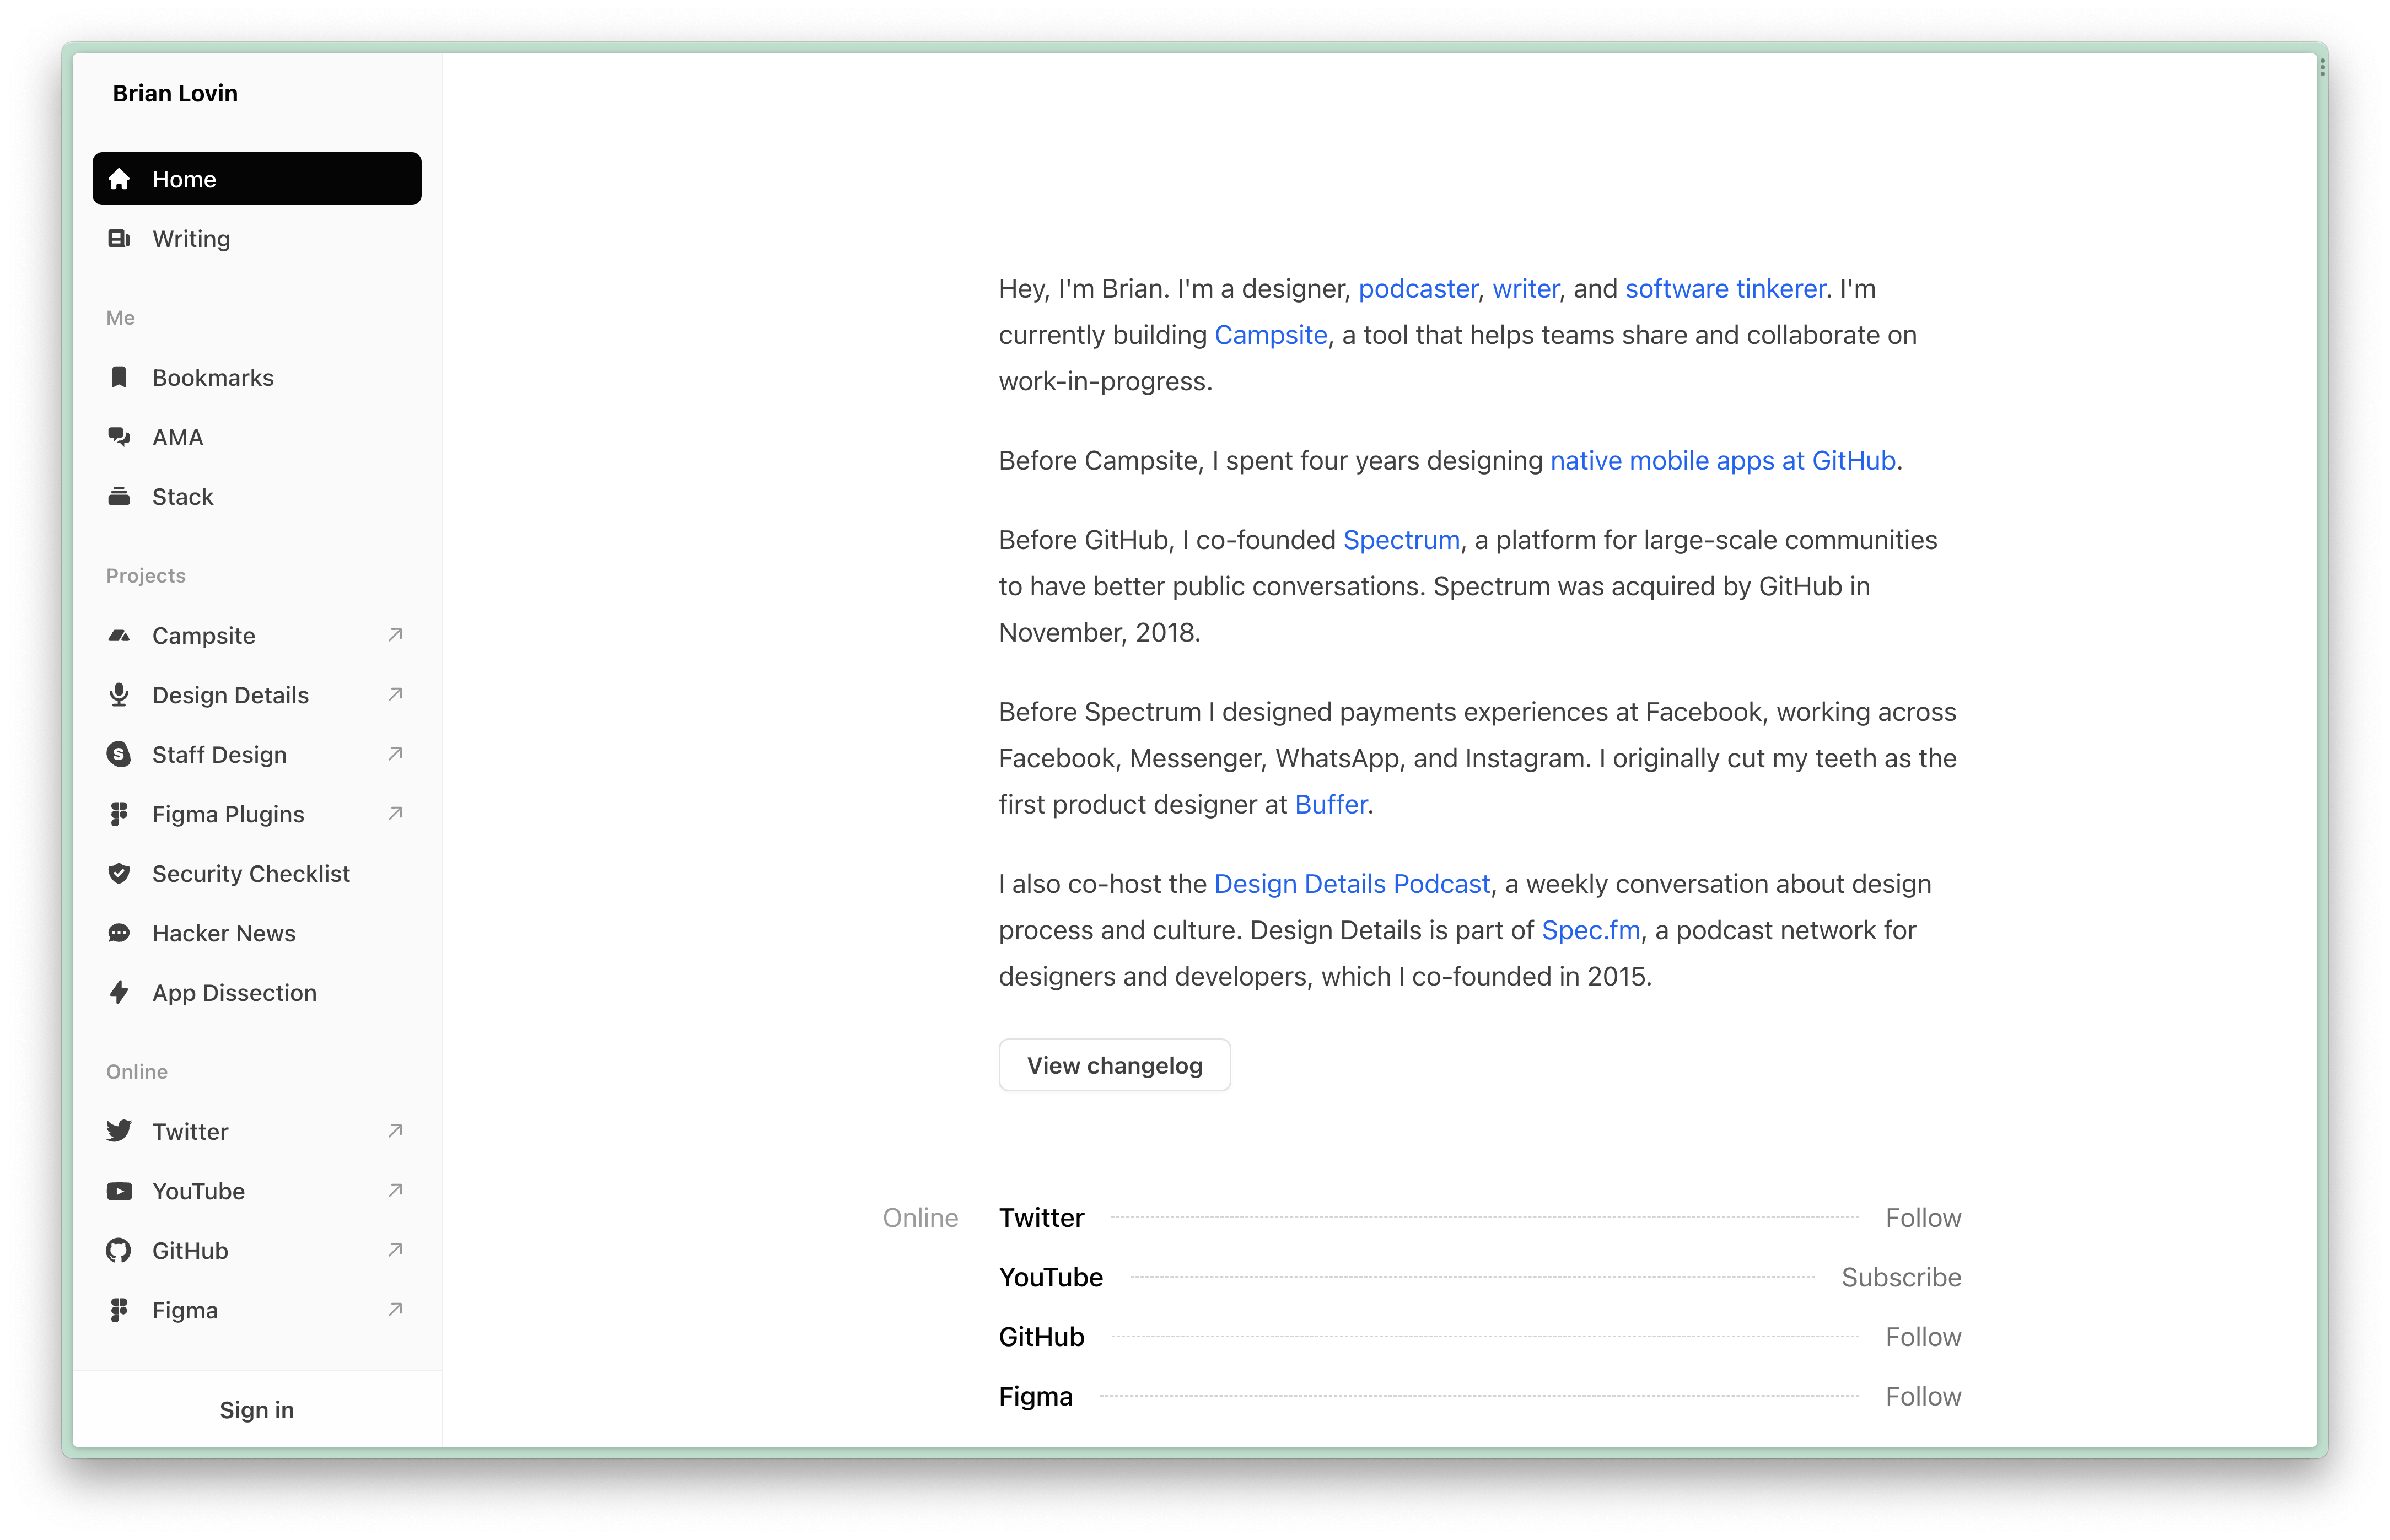 Brian Lovin
Home
Writing
Me
Bookmarks
AMA
Stack
Projects
Campsite
Design Details
Staff Design
Figma Plugins
Security Checklist
Hacker News
App Dissection
Online
Twitter
YouTube
GitHub
Figma
Sign in
Hey, I'm Brian. I'm a designer, podcaster, writer, and software tinkerer. I'm
currently building Campsite, a tool that helps teams share and collaborate on
work-in-progress.
Before Campsite, I spent four years designing native mobile apps at GitHub.
Before GitHub, I co-founded Spectrum, a platform for large-scale communities
to have better public conversations. Spectrum was acquired by GitHub in
November, 2018.
Before Spectrum I designed payments experiences at Facebook, working across
Facebook, Messenger, WhatsApp, and Instagram. I originally cut my teeth as the
first product designer at Buffer.
I also co-host the Design Details Podcast, a weekly conversation about design
process and culture. Design Details is part of Spec.fm, a podcast network for
designers and developers, which I co-founded in 2015.
View changelog
Online
Twitter Follow
YouTube Subscribe
GitHub Follow
Figma Follow